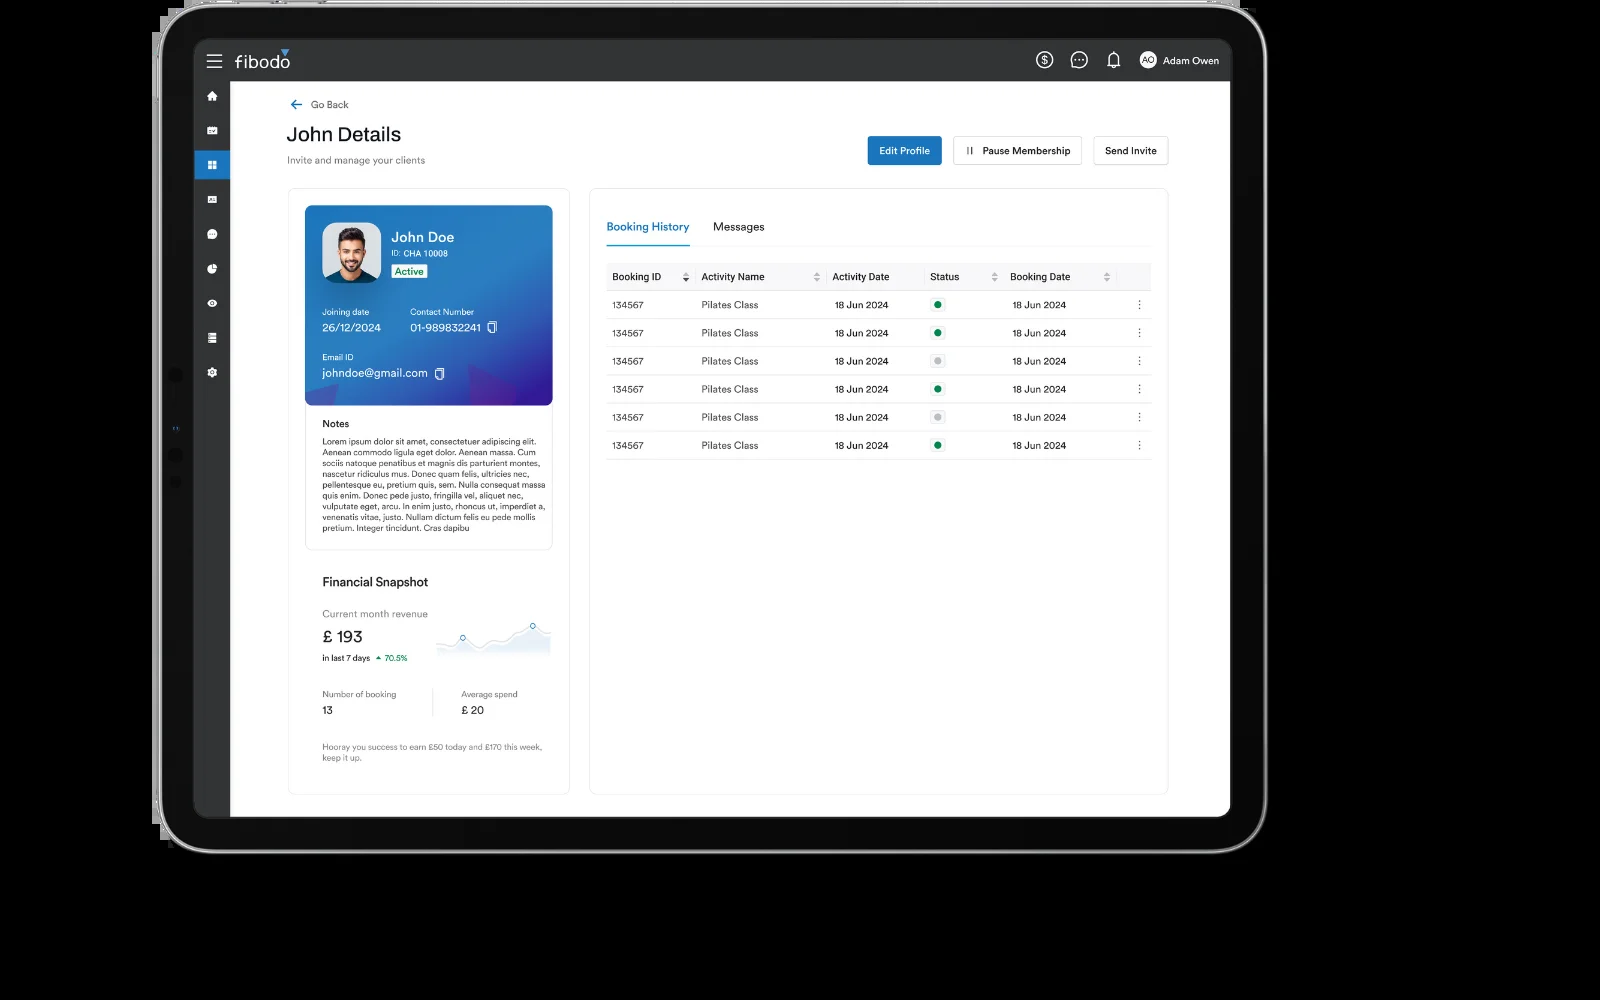 fibodo
$
AO
Adam Owen
Go Back
John Details
Invite and manage your clients
Edit Profile
Pause Membership
Send Invite
John Doe
ID: CHA 10008
Active
Joining date
Contact Number
26/12/2024
01-989832241
Email ID
johndoe@gmail.com
Notes
Lorem ipsum dolor sit amet, consectetuer adipiscing elit.
Aenean commodo ligula eget dolor. Aenean massa. Cum
sociis natoque penatibus et magnis dis parturient montes,
nascetur ridiculus mus. Donec quam felis, ultricies nec,
pellentesque eu, pretium quis, sem. Nulla consequat massa
quis enim. Donec pede justo, fringilla vel, aliquet nec,
vulputate eget, arcu. In enim justo, rhoncus ut, imperdiet a,
venenatis vitae, justo. Nullam dictum felis eu pede mollis
pretium. Integer tincidunt. Cras dapibu
Financial Snapshot
Current month revenue
£ 193
in last 7 days 70.5%
Number of booking
13
Average spend
£ 20
Hooray you success to earn £50 today and £170 this week,
keep it up.
Booking History Messages
Booking ID Activity Name Activity Date Status Booking Date
134567 Pilates Class 18 Jun 2024 18 Jun 2024
134567 Pilates Class 18 Jun 2024 18 Jun 2024
134567 Pilates Class 18 Jun 2024 18 Jun 2024
134567 Pilates Class 18 Jun 2024 18 Jun 2024
134567 Pilates Class 18 Jun 2024 18 Jun 2024
134567 Pilates Class 18 Jun 2024 18 Jun 2024